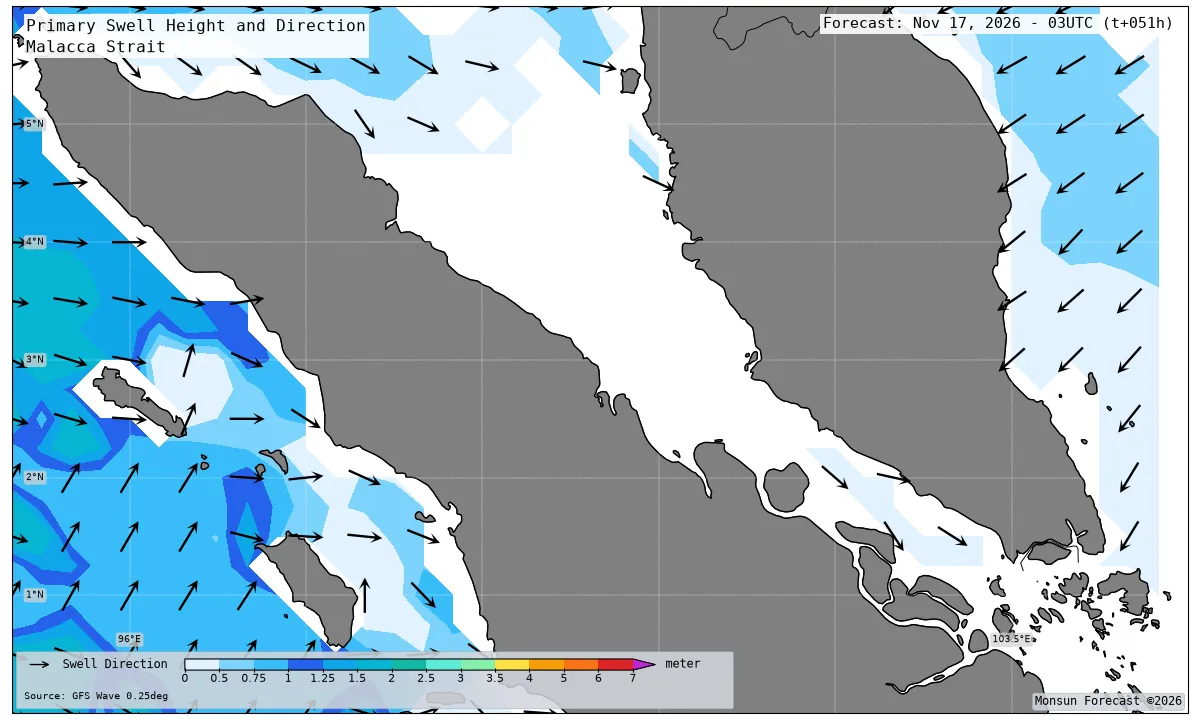 Primary Swell Height and Direction
Malacca Strait
Forecast: Nov 17, 2026 - 03UTC (t+051h)
5°N
4°N
3°N
2°N
1°N
96°E
103.5°E
Swell Direction
meter
0 0.5 0.75 1 1.25 1.5 2 2.5 3 3.5 4 5 6 7
Source: GFS Wave 0.25deg
Monsun Forecast ©2026